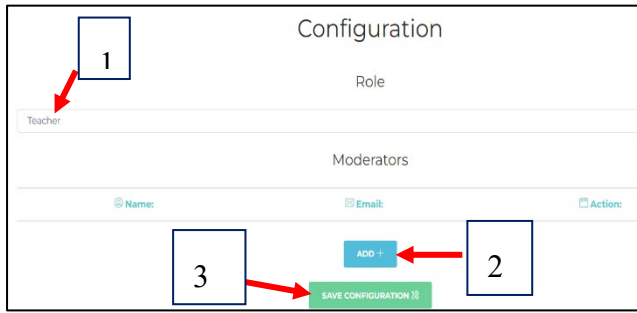 Configuration
1
Role
Teacher
Moderators
Name: Email: Action:
ADD +
2
3
SAVE CONFIGURATION